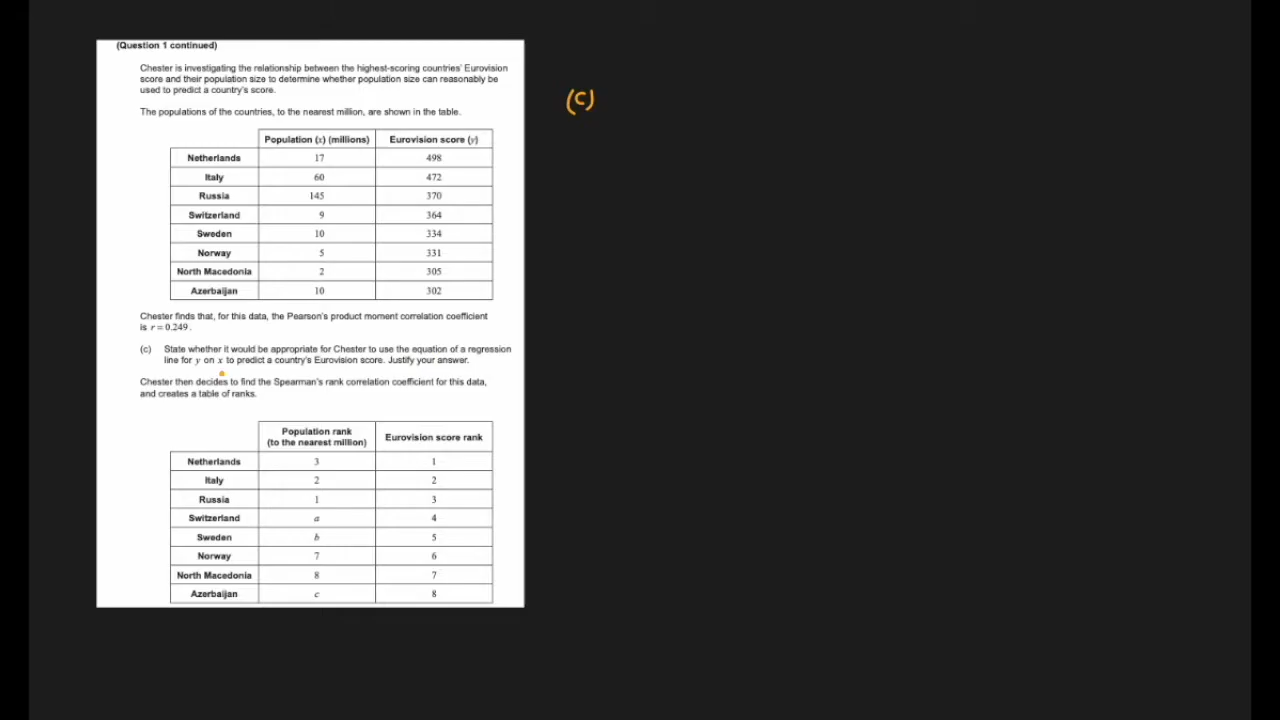 (Question 1 continued)
Chester is investigating the relationship between the highest-scoring countries' Eurovision
score and their population size to determine whether population size can reasonably be
used to predict a country's score.
The populations of the countries, to the nearest million, are shown in the table.
Population (x) (millions) Eurovision score (y)
Netherlands 17 498
Italy 60 472
Russia 145 370
Switzerland 9 364
Sweden 10 334
Norway 5 331
North Macedonia 2 305
Azerbaijan 10 302
Chester finds that, for this data, the Pearson's product moment correlation coefficient
is r = 0.249.
(c) State whether it would be appropriate for Chester to use the equation of a regression
line for y on x to predict a country's Eurovision score. Justify your answer.
Chester then decides to find the Spearman's rank correlation coefficient for this data,
and creates a table of ranks.
Population rank
(to the nearest million) Eurovision score rank
Netherlands 3 1
Italy 2 2
Russia 1 3
Switzerland a 4
Sweden b 5
Norway 7 6
North Macedonia 8 7
Azerbaijan c 8
(c)